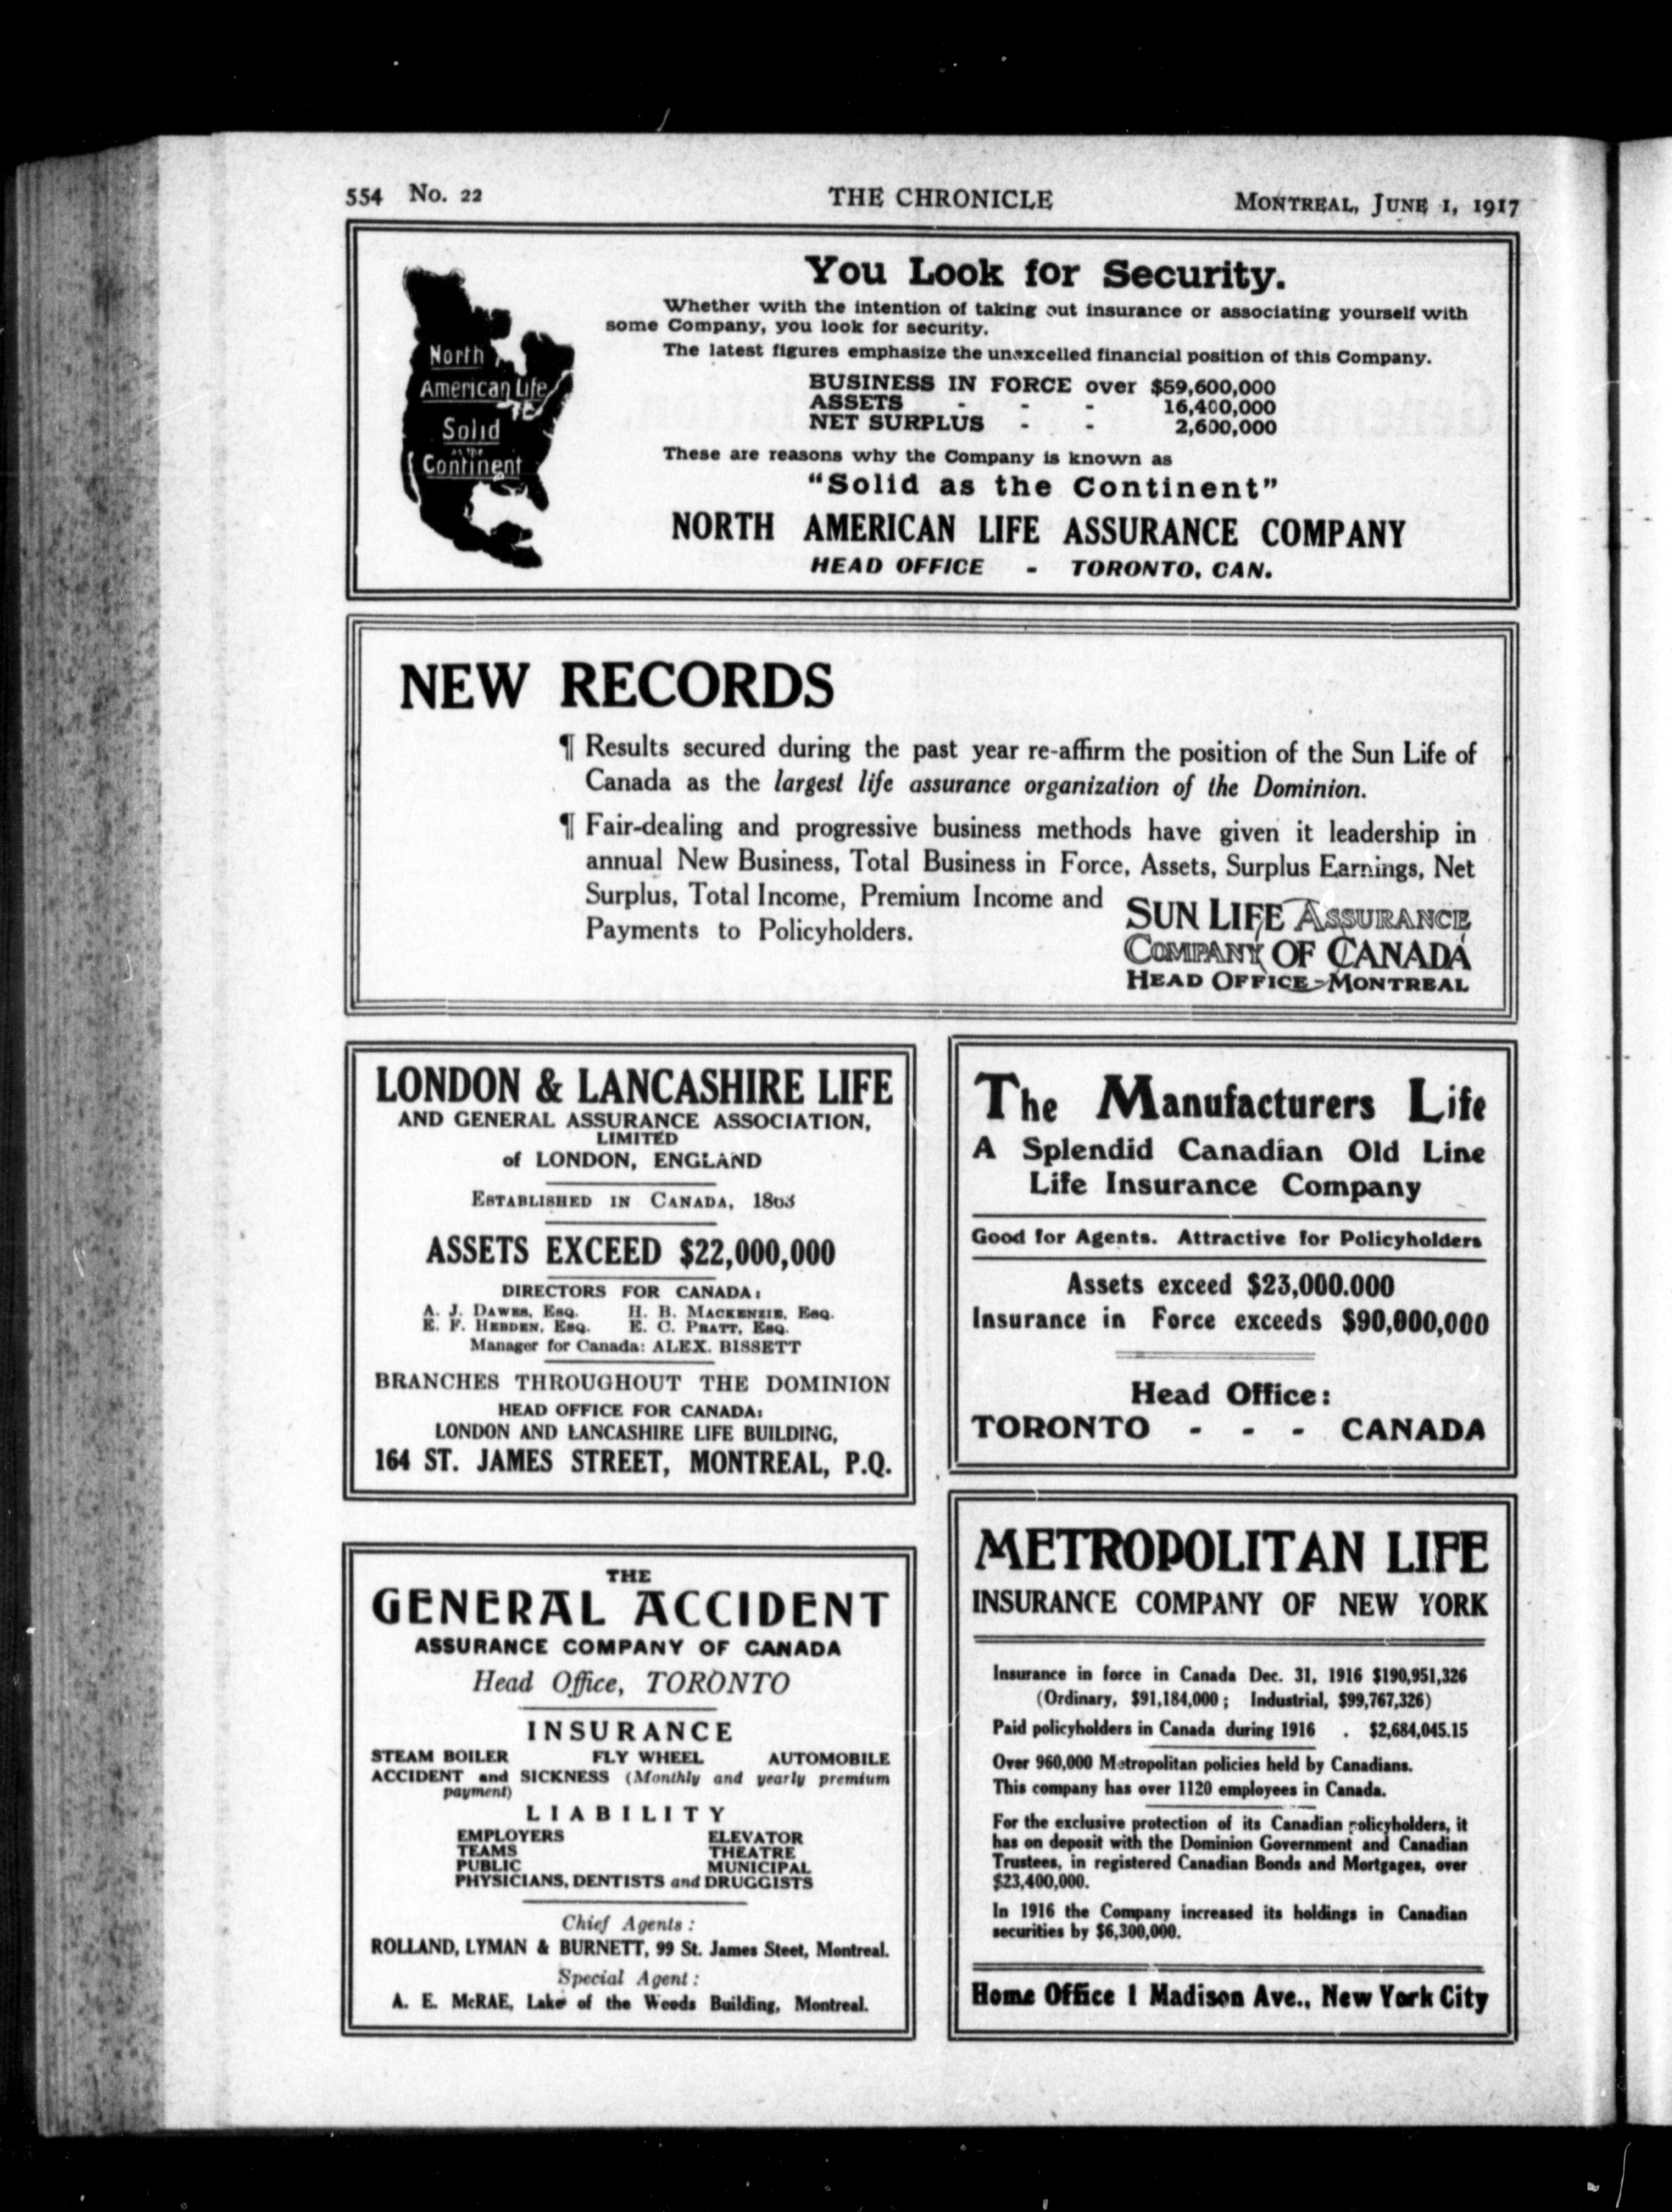 554 No. 22 THE CHRONICLE MONTREAL, JUNE 1, 1917
North
American Life
Solid
as the
Continent
You Look for Security.
Whether with the intention of taking out insurance or associating yourself with
some Company, you look for security.
The latest figures emphasize the unexcelled financial position of this Company.
BUSINESS IN FORCE over $59,600,000
ASSETS - - - 16,400,000
NET SURPLUS - - 2,600,000
These are reasons why the Company is known as
"Solid as the Continent"
NORTH AMERICAN LIFE ASSURANCE COMPANY
HEAD OFFICE - TORONTO, CAN.
NEW RECORDS
¶ Results secured during the past year re-affirm the position of the Sun Life of
Canada as the largest life assurance organization of the Dominion.
¶ Fair-dealing and progressive business methods have given it leadership in
annual New Business, Total Business in Force, Assets, Surplus Earnings, Net
Surplus, Total Income, Premium Income and
Payments to Policyholders.
SUN LIFE ASSURANCE
COMPANY OF CANADA
HEAD OFFICE-MONTREAL
LONDON & LANCASHIRE LIFE
AND GENERAL ASSURANCE ASSOCIATION,
LIMITED
of LONDON, ENGLAND
ESTABLISHED IN CANADA, 1863
ASSETS EXCEED $22,000,000
DIRECTORS FOR CANADA:
A. J. DAWES, ESQ. H. B. MACKENZIE, ESQ.
E. F. HEBDEN, ESQ. E. C. PRATT, ESQ.
Manager for Canada: ALEX. BISSETT
BRANCHES THROUGHOUT THE DOMINION
HEAD OFFICE FOR CANADA:
LONDON AND LANCASHIRE LIFE BUILDING,
164 ST. JAMES STREET, MONTREAL, P.Q.
The Manufacturers Life
A Splendid Canadian Old Line
Life Insurance Company
Good for Agents. Attractive for Policyholders
Assets exceed $23,000.000
Insurance in Force exceeds $90,000,000
Head Office:
TORONTO - - - CANADA
THE
GENERAL ACCIDENT
ASSURANCE COMPANY OF CANADA
Head Office, TORONTO
INSURANCE
STEAM BOILER FLY WHEEL AUTOMOBILE
ACCIDENT and SICKNESS (Monthly and yearly premium
payment)
LIABILITY
EMPLOYERS ELEVATOR
TEAMS THEATRE
PUBLIC MUNICIPAL
PHYSICIANS, DENTISTS and DRUGGISTS
Chief Agents:
ROLLAND, LYMAN & BURNETT, 99 St. James Steet, Montreal.
Special Agent:
A. E. McRAE, Lake of the Woods Building, Montreal.
METROPOLITAN LIFE
INSURANCE COMPANY OF NEW YORK
Insurance in force in Canada Dec. 31, 1916 $190,951,326
(Ordinary, $91,184,000; Industrial, $99,767,326)
Paid policyholders in Canada during 1916 . $2,684,045.15
Over 960,000 Metropolitan policies held by Canadians.
This company has over 1120 employees in Canada.
For the exclusive protection of its Canadian policyholders, it
has on deposit with the Dominion Government and Canadian
Trustees, in registered Canadian Bonds and Mortgages, over
$23,400,000.
In 1916 the Company increased its holdings in Canadian
securities by $6,300,000.
Home Office 1 Madison Ave., New York City